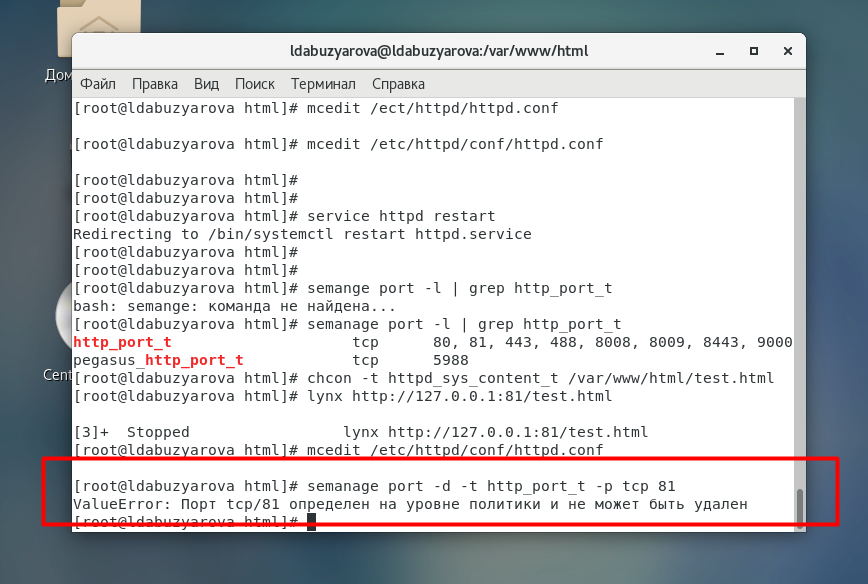 Дом
ldabuzyarova@ldabuzyarova:/var/www/html
Файл Правка Вид Поиск Терминал Справка
[root@ldabuzyarova html]# mcedit /ect/httpd/httpd.conf
[root@ldabuzyarova html]# mcedit /etc/httpd/conf/httpd.conf
[root@ldabuzyarova html]#
[root@ldabuzyarova html]#
[root@ldabuzyarova html]# service httpd restart
Redirecting to /bin/systemctl restart httpd.service
[root@ldabuzyarova html]#
[root@ldabuzyarova html]#
[root@ldabuzyarova html]# semange port -l | grep http_port_t
bash: semange: команда не найдена...
[root@ldabuzyarova html]# semanage port -l | grep http_port_t
http_port_t tcp 80, 81, 443, 488, 8008, 8009, 8443, 9000
pegasus_http_port_t tcp 5988
[root@ldabuzyarova html]# chcon -t httpd_sys_content_t /var/www/html/test.html
[root@ldabuzyarova html]# lynx http://127.0.0.1:81/test.html
Cent
[3]+ Stopped lynx http://127.0.0.1:81/test.html
[root@ldabuzyarova html]# mcedit /etc/httpd/conf/httpd.conf
[root@ldabuzyarova html]# semanage port -d -t http_port_t -p tcp 81
ValueError: Порт tcp/81 определен на уровне политики и не может быть удален
[root@ldabuzyarova html]#